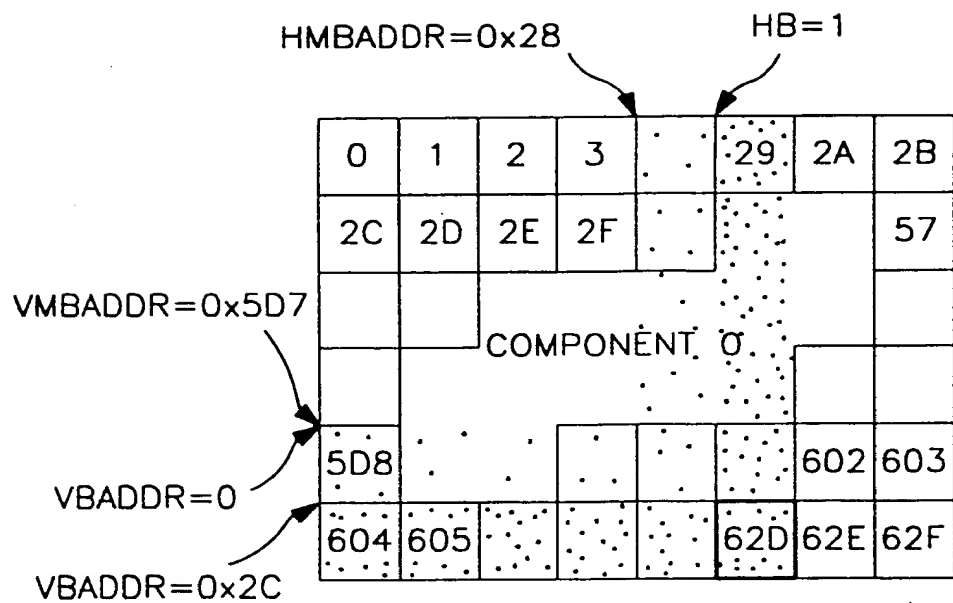 HMBADDR=0x28
HB=1
0 1 2 3 29 2A 2B
2C 2D 2E 2F 57
VMBADDR=0x5D7
COMPONENT 0
5D8 602 603
VBADDR=0
604 605 62D 62E 62F
VBADDR=0x2C